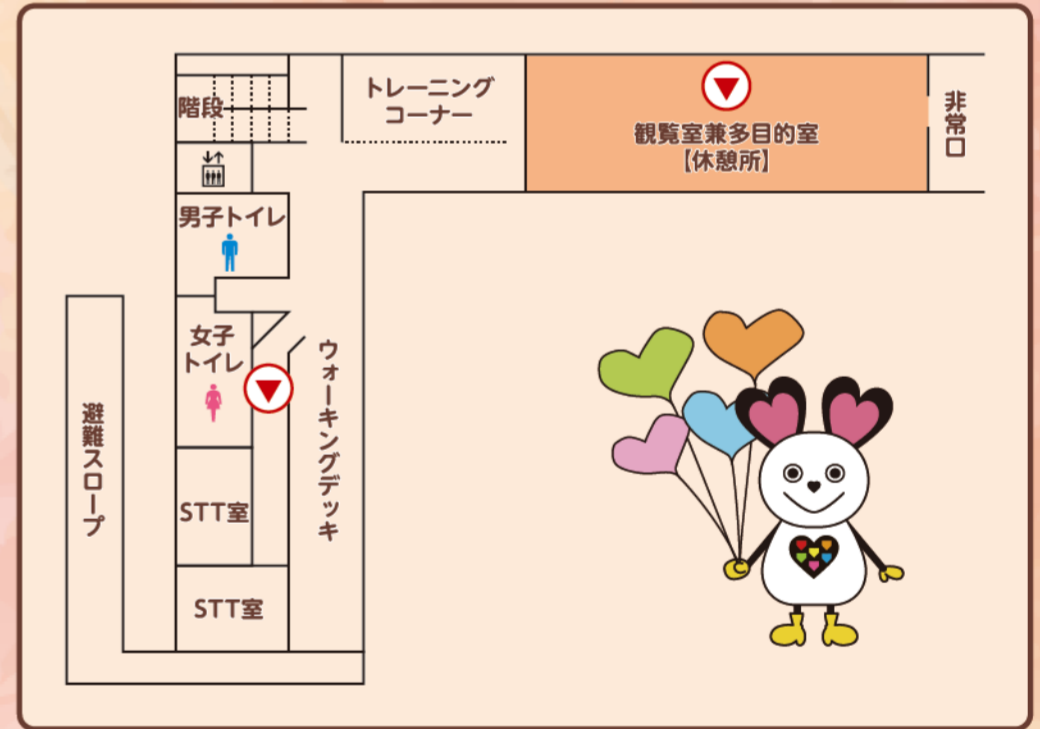 階段
トレーニング
コーナー
観覧室兼多目的室
【休憩所】
非常口
男子トイレ
女子
トイレ
ウォーキングデッキ
避難スロープ
STT室
STT室